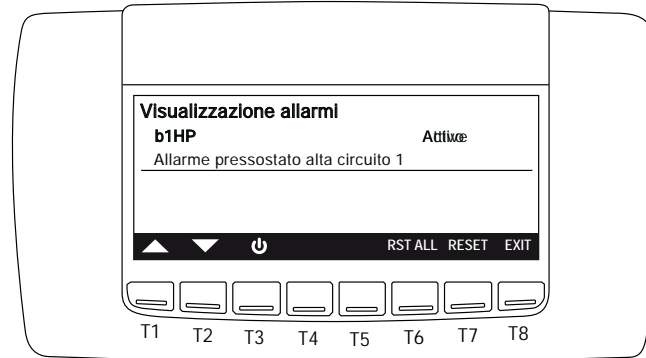 Visualizzazione allarmi
b1HP
Allarme pressostato alta circuito 1
RST ALL RESET EXIT
T1 T2 T3 T4 T5 T6 T7 T8